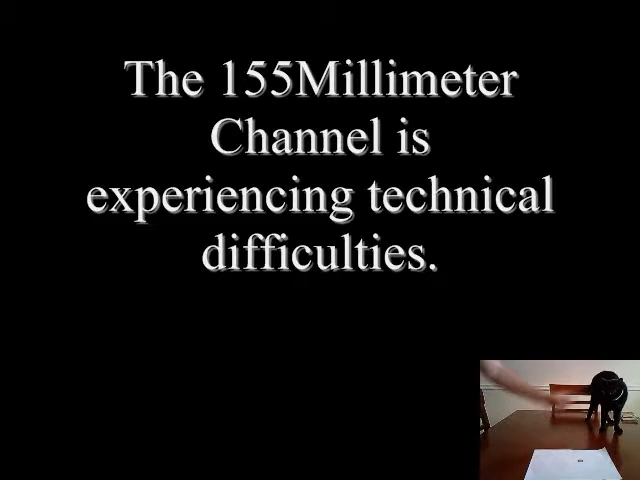 The 155Millimeter
Channel is
experiencing technical
difficulties.